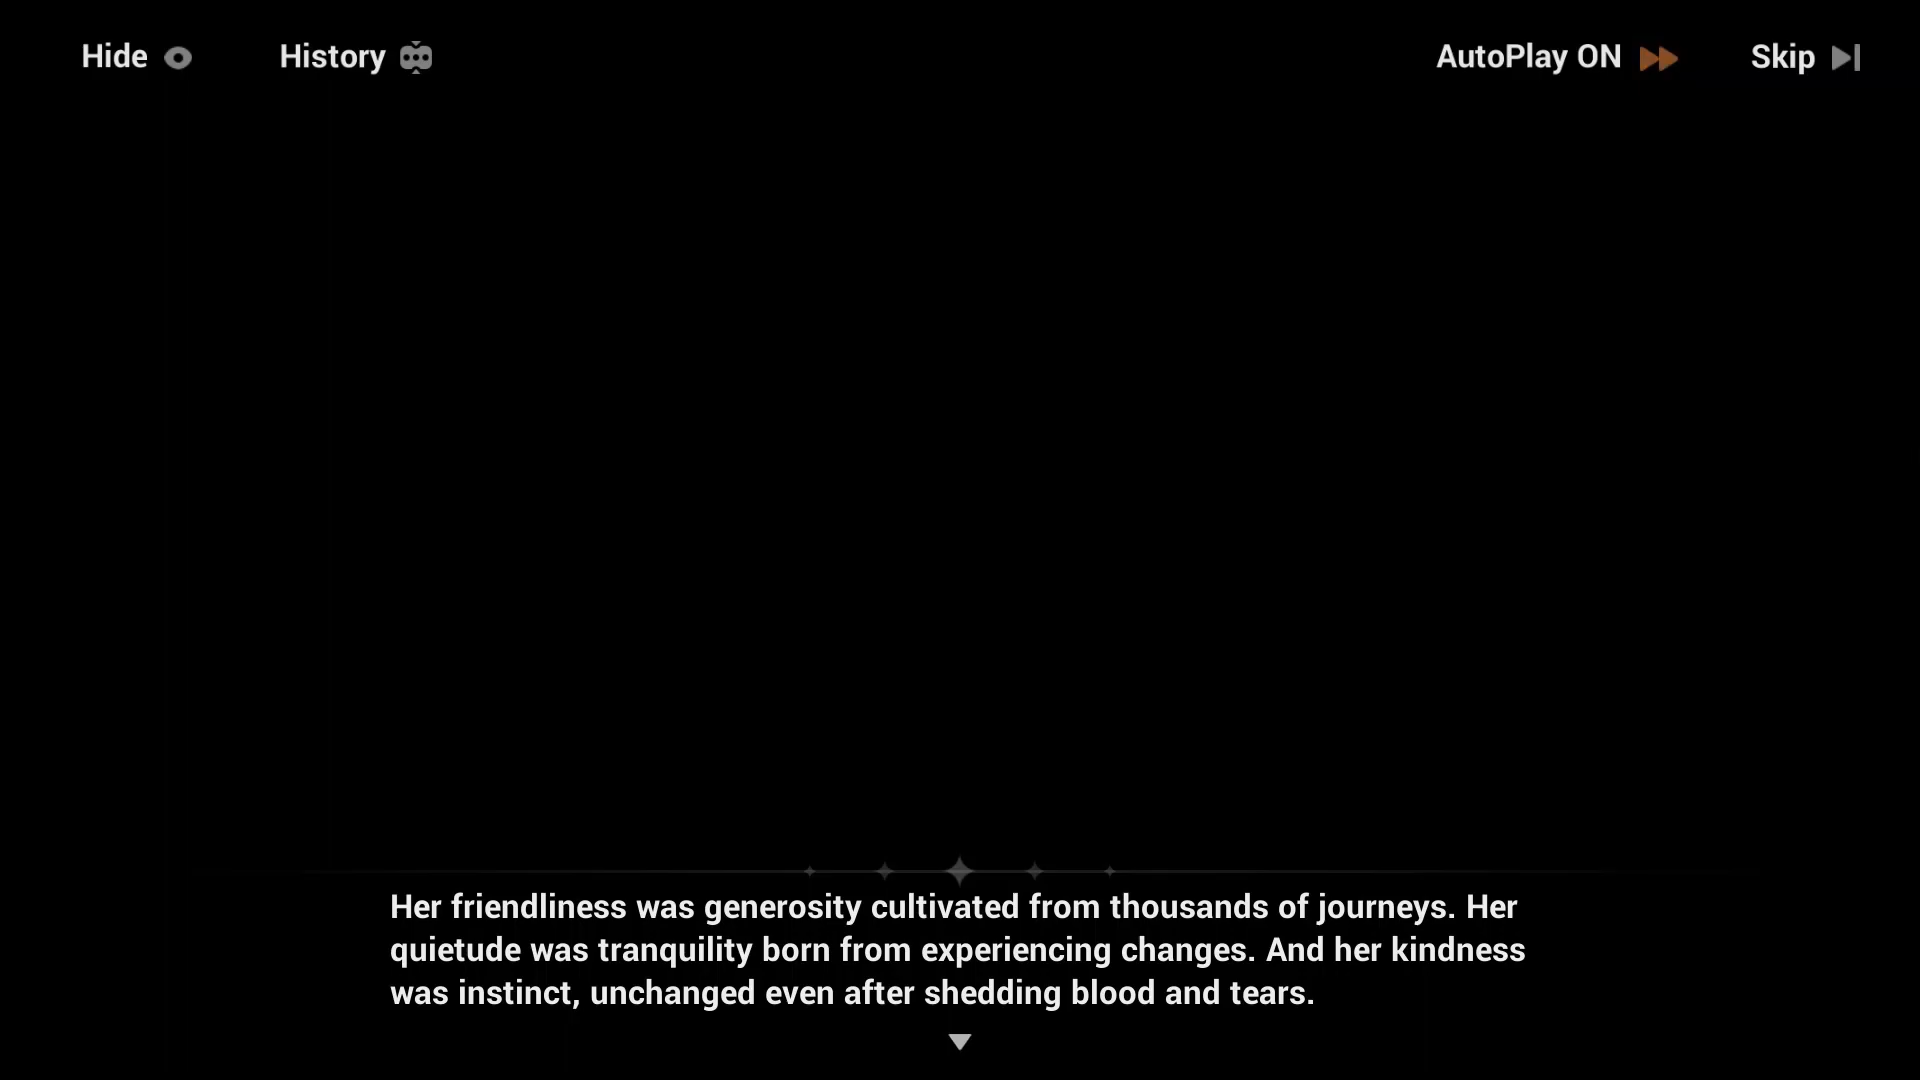 Hide
History
AutoPlay ON
Skip
Her friendliness was generosity cultivated from thousands of journeys. Her
quietude was tranquility born from experiencing changes. And her kindness
was instinct, unchanged even after shedding blood and tears.